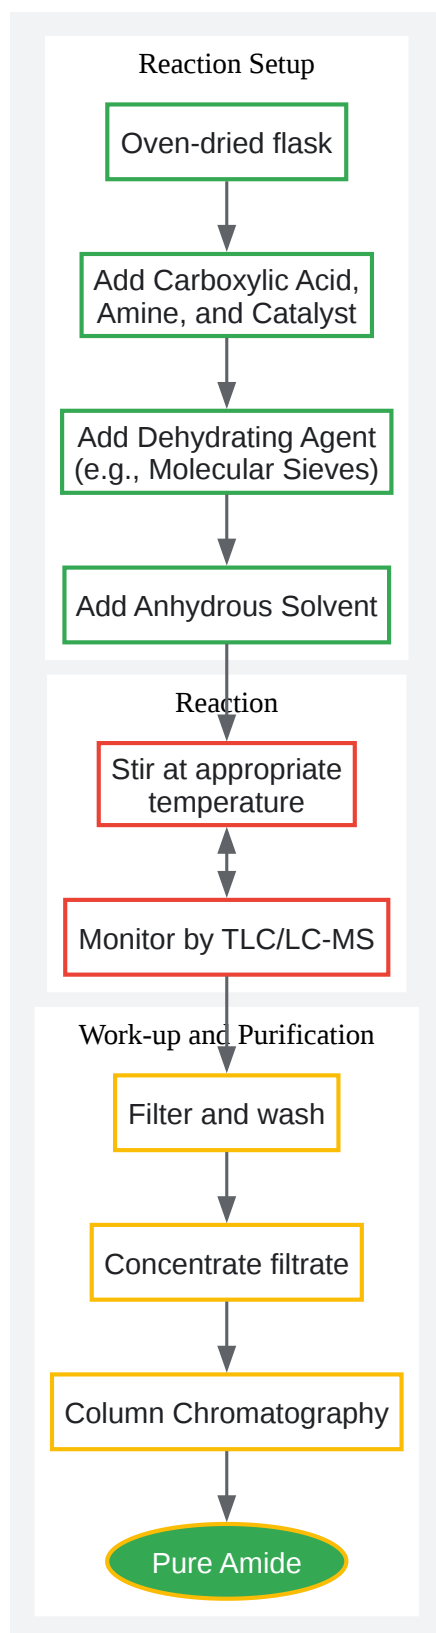 Reaction Setup
Oven-dried flask
Add Carboxylic Acid,
Amine, and Catalyst
Add Dehydrating Agent
(e.g., Molecular Sieves)
Add Anhydrous Solvent
Reaction
Stir at appropriate
temperature
Monitor by TLC/LC-MS
Work-up and Purification
Filter and wash
Concentrate filtrate
Column Chromatography
Pure Amide